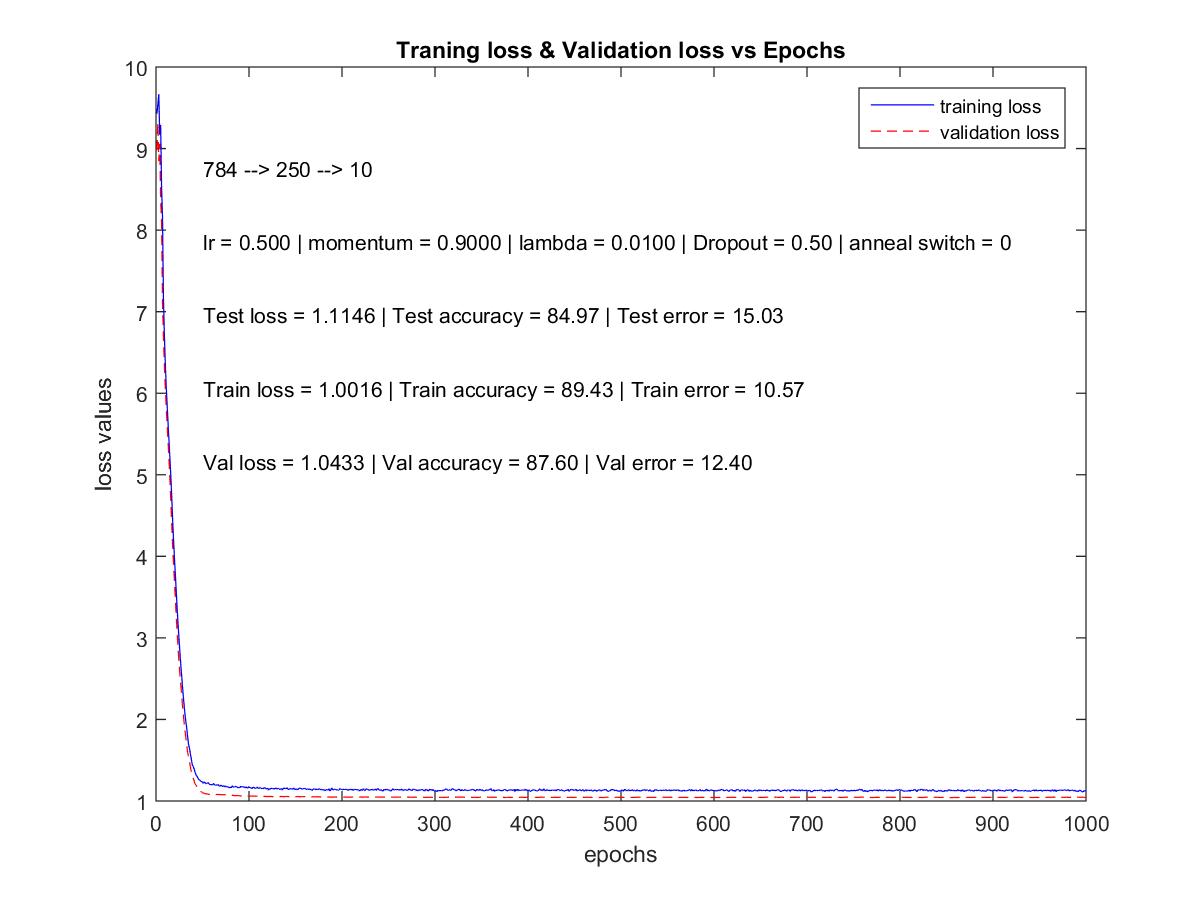 Traning loss & Validation loss vs Epochs
10
9
8
7
6
5
4
3
2
1
loss values
training loss
validation loss
784 --> 250 --> 10
lr = 0.500 | momentum = 0.9000 | lambda = 0.0100 | Dropout = 0.50 | anneal switch = 0
Test loss = 1.1146 | Test accuracy = 84.97 | Test error = 15.03
Train loss = 1.0016 | Train accuracy = 89.43 | Train error = 10.57
Val loss = 1.0433 | Val accuracy = 87.60 | Val error = 12.40
0 100 200 300 400 500 600 700 800 900 1000
epochs